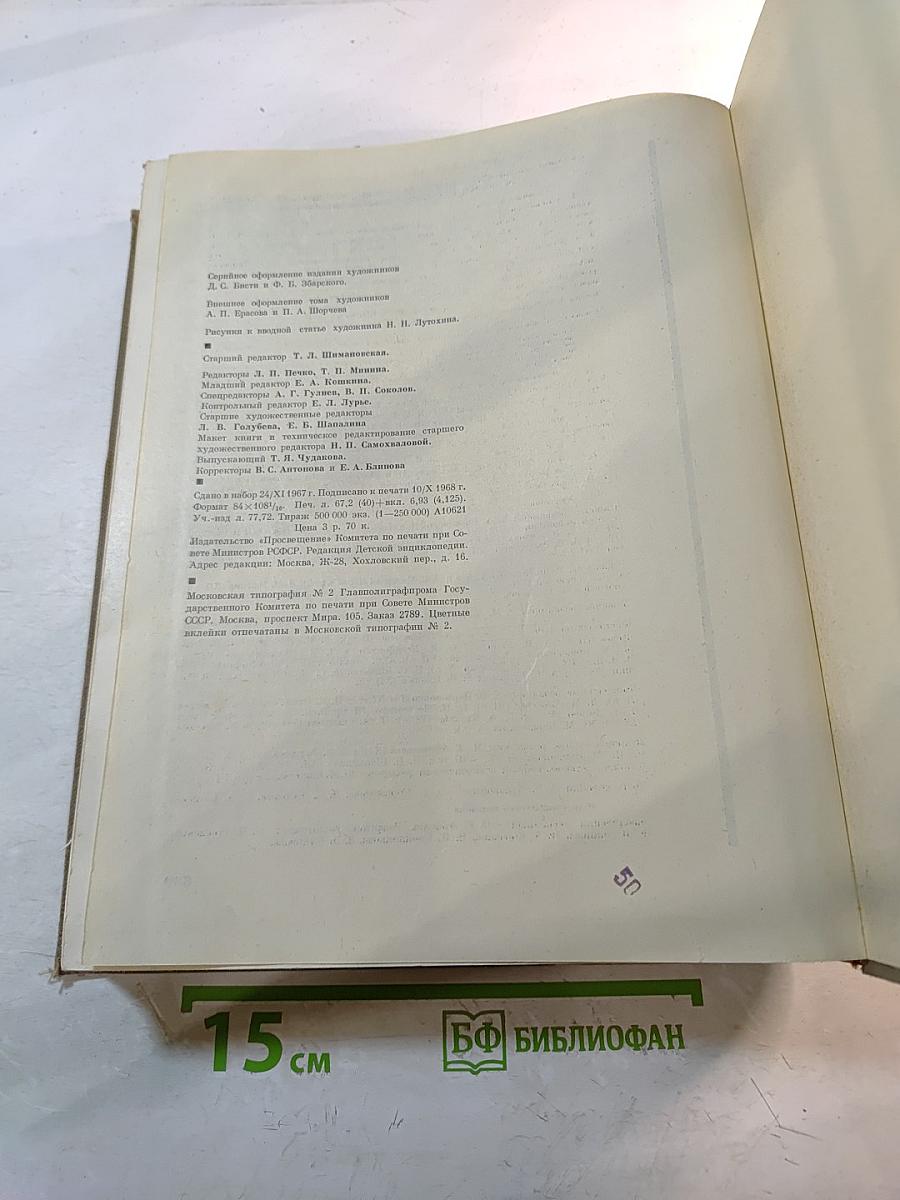 Серийное оформление издания художников
Д. С. Бисти и Ф. Б. Збарского.
Внешнее оформление тома художников
А. П. Ерасова и П. А. Шорчева
Рисунки к вводной статье художника Н. Н. Лутохина.
Старший редактор Т. Л. Шимановская.
Редакторы Л. П. Печко, Т. П. Минина.
Младший редактор Е. А. Кошкина.
Спецредакторы А. Г. Гулиев, В. П. Соколов.
Контрольный редактор Е. Л. Лурье.
Старшие художественные редакторы
Л. В. Голубева, Е. Б. Шапалина
Макет книги и техническое редактирование старшего
художественного редактора Н. П. Самохваловой.
Выпускающий Т. Я. Чудакова.
Корректоры В. С. Антонова и Е. А. Блинова
Сдано в набор 24/XI 1967 г. Подписано к печати 10/X 1968 г.
Формат 84×108¹/₁₆. Печ. л. 67,2 (40)+вкл. 6,93 (4,125).
Уч.-изд л. 77,72. Тираж 500 000 экз. (1—250 000) А10621
Цена 3 р. 70 к.
Издательство «Просвещение» Комитета по печати при Со-
вете Министров РСФСР. Редакция Детской энциклопедии.
Адрес редакции: Москва, Ж-28, Хохловский пер., д. 16.
Московская типография № 2 Главполиграфпрома Госу-
дарственного Комитета по печати при Совете Министров
СССР. Москва, проспект Мира. 105. Заказ 2789. Цветные
вклейки отпечатаны в Московской типографии № 2.
50
15 см
БФ БИБЛИОФАН